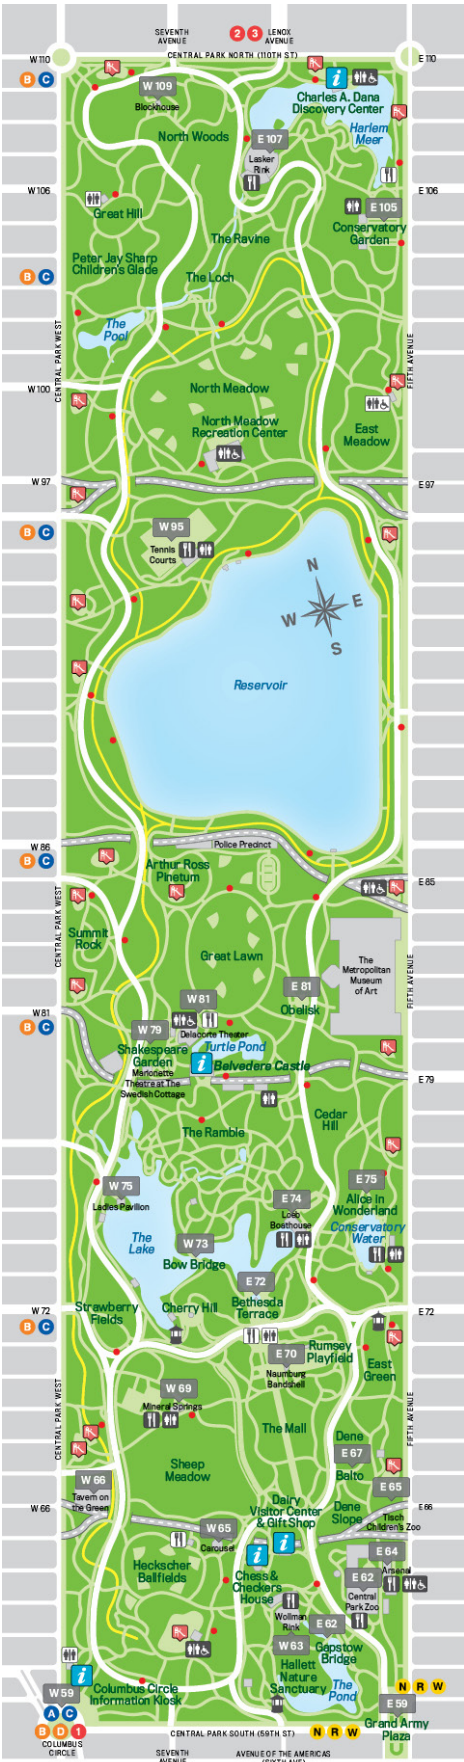 SEVENTH
AVENUE
2 3
LENOX
AVENUE
W 110
CENTRAL PARK NORTH (110TH ST)
E 110
B C
W 109
Blockhouse
i
Charles A. Dana
Discovery Center
Harlem
Meer
North Woods
E 107
Lasker
Rink
W 106
E 106
Great Hill
E 105
Conservatory
Garden
The Ravine
Peter Jay Sharp
Children's Glade
B C
The Loch
The
Pool
CENTRAL PARK WEST
FIFTH AVENUE
W 100
North Meadow
North Meadow
Recreation Center
East
Meadow
W 97
E 97
B C
W 95
Tennis
Courts
N
W E
S
Reservoir
W 86
Police Precinct
B C
Arthur Ross
Pinetum
E 85
CENTRAL PARK WEST
Summit
Rock
Great Lawn
The
Metropolitan
Museum
of Art
FIFTH AVENUE
E 81
Obelisk
W 81
W 81
B C
Delacorte Theater
W 79
Shakespeare
Garden
Turtle Pond
i
Belvedere Castle
Marionette
Theatre at The
Swedish Cottage
E 79
Cedar
Hill
The Ramble
W 75
Ladies Pavilion
E 75
Alice in
Wonderland
E 74
Loeb
Boathouse
Conservatory
Water
The
Lake
W 73
Bow Bridge
E 72
Bethesda
Terrace
W 72
B C
Strawberry
Fields
Cherry Hill
E 72
E 70
Naumburg
Bandshell
Rumsey
Playfield
East
Green
CENTRAL PARK WEST
FIFTH AVENUE
W 69
Mineral Springs
The Mall
Dene
E 67
Balto
Sheep
Meadow
W 66
Tavern on
the Green
E 65
W 66
E 66
Dairy
Visitor Center
& Gift Shop
Dene
Slope
Tisch
Children's Zoo
W 65
Carousel
i
i
E 64
Arsenal
Heckscher
Ballfields
Chess &
Checkers
House
E 62
Central
Park Zoo
Wollman
Rink
W 63
E 62
Gapstow
Bridge
Hallett
Nature
Sanctuary
The
Pond
i
W 59
Columbus Circle
Information Kiosk
N R W
A C
B D 1
COLUMBUS
CIRCLE
CENTRAL PARK SOUTH (59TH ST)
N R W
E 59
Grand Army
Plaza
SEVENTH
AVENUE
AVENUE OF THE AMERICAS
(SIXTH AVE)